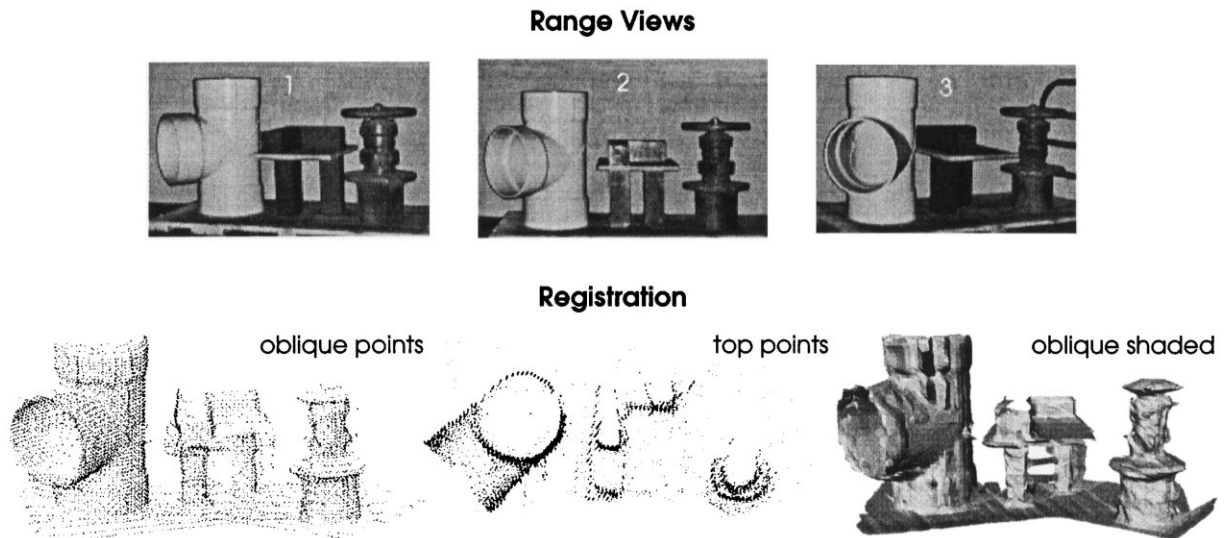 Range Views
1
2
3
Registration
oblique points
top points
oblique shaded